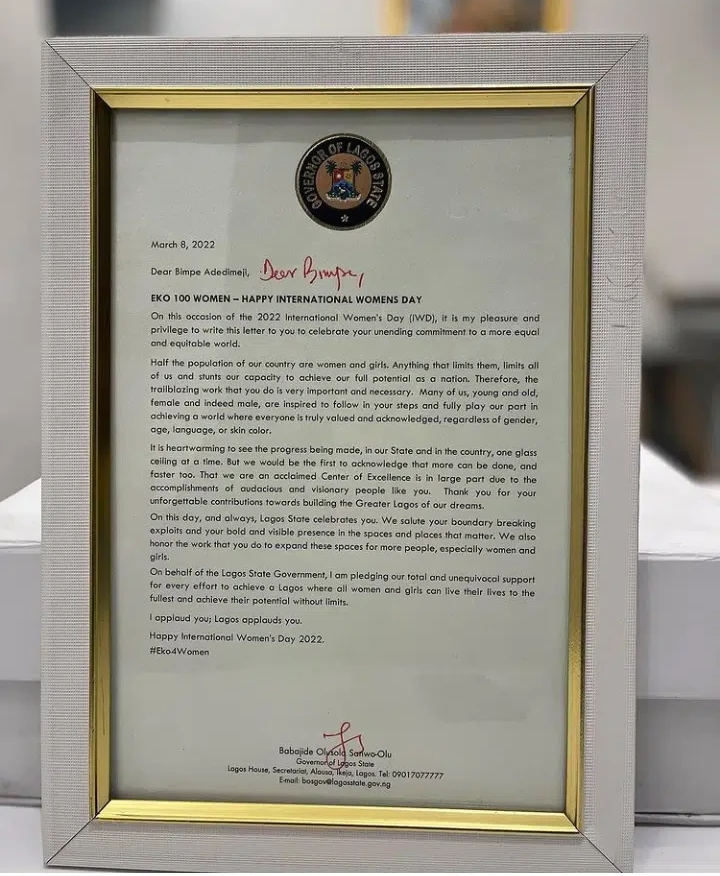 GOVERNOR OF LAGOS STATE
March 8, 2022
Dear Bimpe Adedimeji, Dear Bimpe,
EKO 100 WOMEN – HAPPY INTERNATIONAL WOMENS DAY
On this occasion of the 2022 International Women's Day (IWD), it is my pleasure and
privilege to write this letter to you to celebrate your unending commitment to a more equal
and equitable world.
Half the population of our country are women and girls. Anything that limits them, limits all
of us and stunts our capacity to achieve our full potential as a nation. Therefore, the
trailblazing work that you do is very important and necessary. Many of us, young and old,
female and indeed male, are inspired to follow in your steps and fully play our part in
achieving a world where everyone is truly valued and acknowledged, regardless of gender,
age, language, or skin color.
It is heartwarming to see the progress being made, in our State and in the country, one glass
ceiling at a time. But we would be the first to acknowledge that more can be done, and
faster too. That we are an acclaimed Center of Excellence is in large part due to the
accomplishments of audacious and visionary people like you. Thank you for your
unforgettable contributions towards building the Greater Lagos of our dreams.
On this day, and always, Lagos State celebrates you. We salute your boundary breaking
exploits and your bold and visible presence in the spaces and places that matter. We also
honor the work that you do to expand these spaces for more people, especially women and
girls.
On behalf of the Lagos State Government, I am pledging our total and unequivocal support
for every effort to achieve a Lagos where all women and girls can live their lives to the
fullest and achieve their potential without limits.
I applaud you; Lagos applauds you.
Happy International Women's Day 2022.
#Eko4Women
Babajide Olusola Sanwo-Olu
Governor of Lagos State
Lagos House, Secretariat, Alausa, Ikeja, Lagos. Tel: 09017077777
E-mail: bosgov@lagosstate.gov.ng